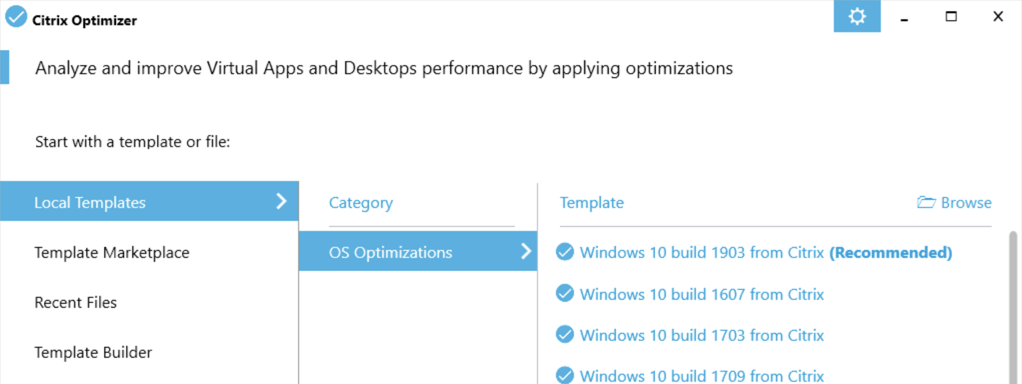 Citrix Optimizer
Analyze and improve Virtual Apps and Desktops performance by applying optimizations
Start with a template or file:
Local Templates
Template Marketplace
Recent Files
Template Builder
Category
OS Optimizations
Template
Browse
Windows 10 build 1903 from Citrix (Recommended)
Windows 10 build 1607 from Citrix
Windows 10 build 1703 from Citrix
Windows 10 build 1709 from Citrix